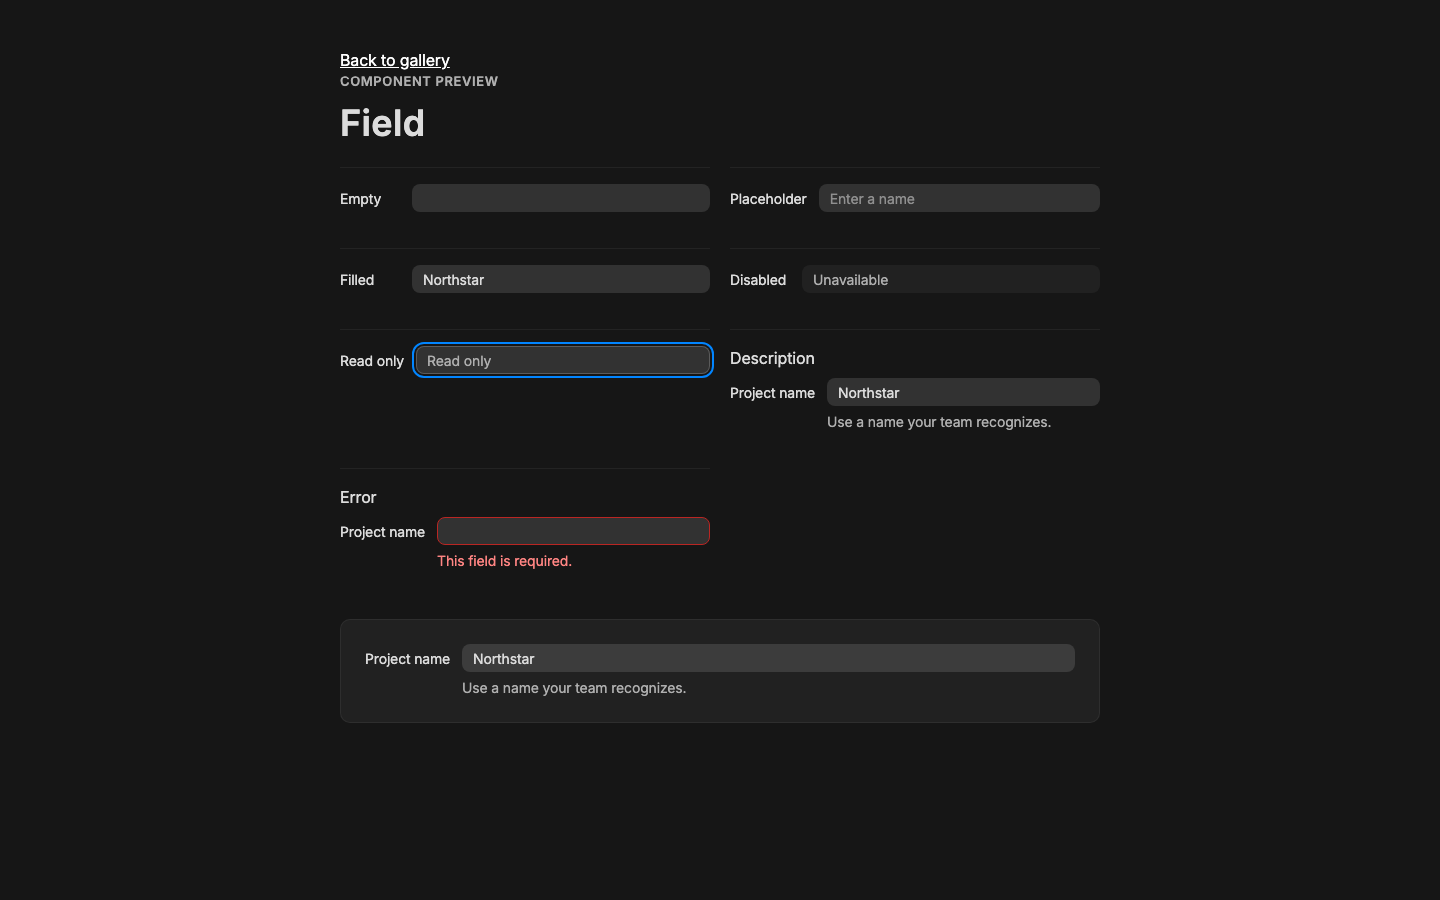 Back to gallery
COMPONENT PREVIEW
Field
Empty
Placeholder Enter a name
Filled Northstar
Disabled Unavailable
Read only Read only
Description
Project name Northstar
Use a name your team recognizes.
Error
Project name
This field is required.
Project name Northstar
Use a name your team recognizes.